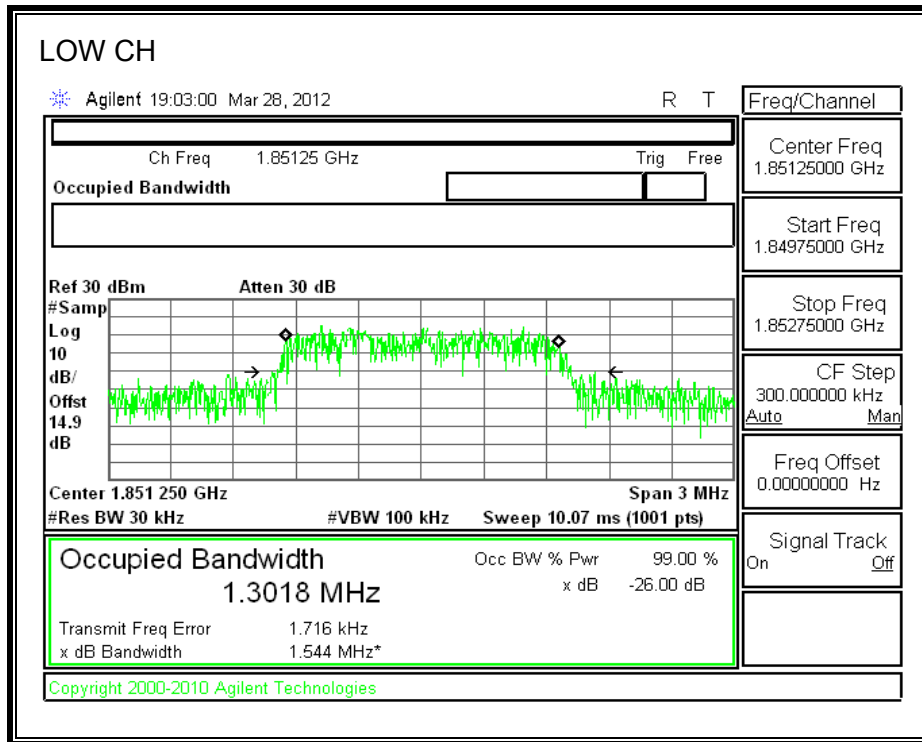 LOW CH
Agilent 19:03:00 Mar 28, 2012 R T
Freq/Channel
Ch Freq 1.85125 GHz Trig Free
Occupied Bandwidth
Center Freq
1.85125000 GHz
Start Freq
1.84975000 GHz
Stop Freq
1.85275000 GHz
CF Step
300.000000 kHz
Auto Man
Freq Offset
0.00000000 Hz
Signal Track
On Off
Ref 30 dBm Atten 30 dB
#Samp
Log
10
dB/
Offst
14.9
dB
Center 1.851 250 GHz Span 3 MHz
#Res BW 30 kHz #VBW 100 kHz Sweep 10.07 ms (1001 pts)
Occupied Bandwidth Occ BW % Pwr 99.00 %
1.3018 MHz x dB -26.00 dB
Transmit Freq Error 1.716 kHz
x dB Bandwidth 1.544 MHz*
Copyright 2000-2010 Agilent Technologies